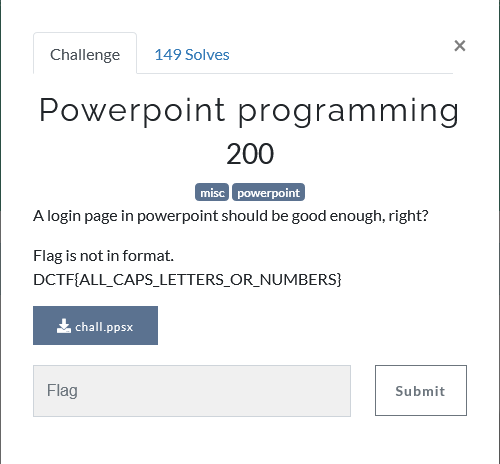 Challenge
149 Solves
×
Powerpoint programming
200
misc
powerpoint
A login page in powerpoint should be good enough, right?
Flag is not in format.
DCTF{ALL_CAPS_LETTERS_OR_NUMBERS}
chall.ppsx
Flag
Submit